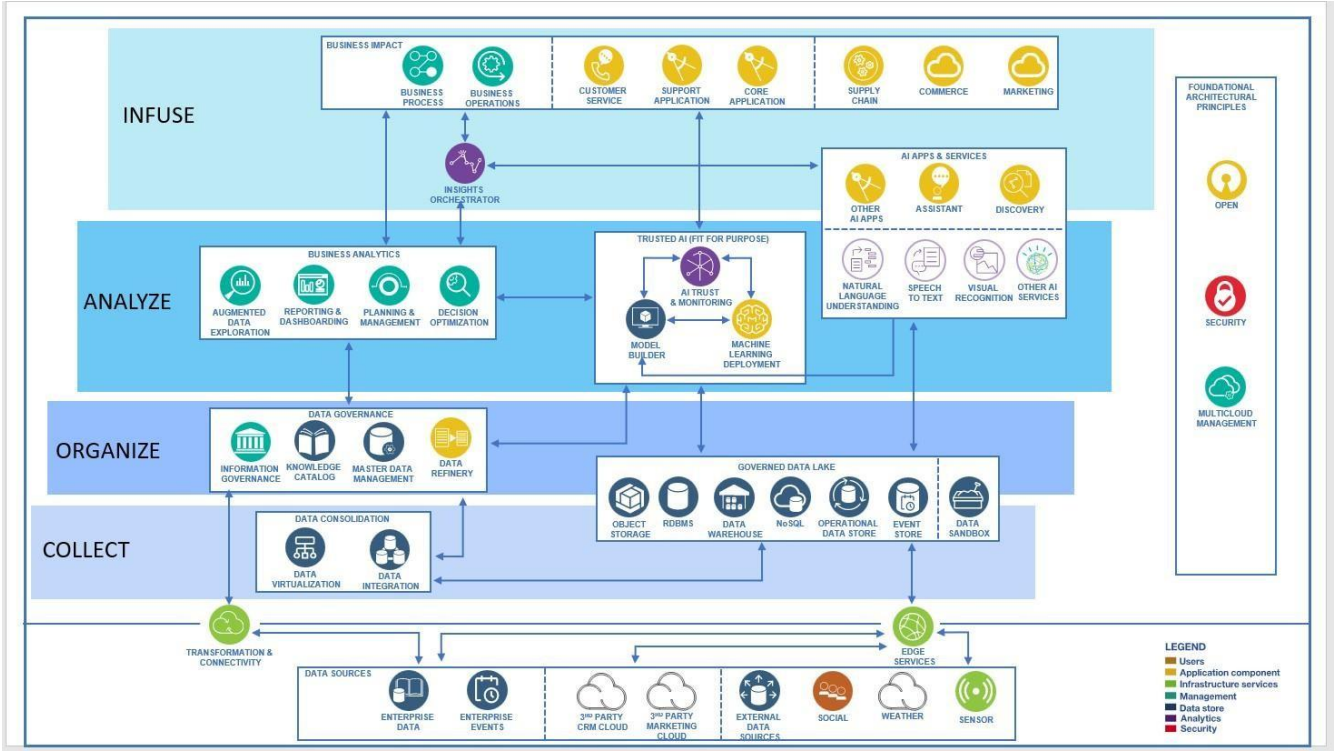 INFUSE
BUSINESS IMPACT
BUSINESS
PROCESS
BUSINESS
OPERATIONS
CUSTOMER
SERVICE
SUPPORT
APPLICATION
CORE
APPLICATION
SUPPLY
CHAIN
COMMERCE
MARKETING
INSIGHTS
ORCHESTRATOR
AI APPS & SERVICES
OTHER
AI APPS
ASSISTANT
DISCOVERY
NATURAL
LANGUAGE
UNDERSTANDING
SPEECH
TO TEXT
VISUAL
RECOGNITION
OTHER AI
SERVICES
ANALYZE
BUSINESS ANALYTICS
AUGMENTED
DATA
EXPLORATION
REPORTING &
DASHBOARDING
PLANNING &
MANAGEMENT
DECISION
OPTIMIZATION
TRUSTED AI (FIT FOR PURPOSE)
AI TRUST
& MONITORING
MODEL
BUILDER
MACHINE
LEARNING
DEPLOYMENT
ORGANIZE
DATA GOVERNANCE
INFORMATION
GOVERNANCE
KNOWLEDGE
CATALOG
MASTER DATA
MANAGEMENT
DATA
REFINERY
GOVERNED DATA LAKE
OBJECT
STORAGE
RDBMS
DATA
WAREHOUSE
NoSQL
OPERATIONAL
DATA STORE
EVENT
STORE
DATA
SANDBOX
COLLECT
DATA CONSOLIDATION
DATA
VIRTUALIZATION
DATA
INTEGRATION
TRANSFORMATION &
CONNECTIVITY
EDGE
SERVICES
DATA SOURCES
ENTERPRISE
DATA
ENTERPRISE
EVENTS
3RD PARTY
CRM CLOUD
3RD PARTY
MARKETING
CLOUD
EXTERNAL
DATA
SOURCES
SOCIAL
WEATHER
SENSOR
FOUNDATIONAL
ARCHITECTURAL
PRINCIPLES
OPEN
SECURITY
MULTICLOUD
MANAGEMENT
LEGEND
Users
Application component
Infrastructure services
Management
Data store
Analytics
Security